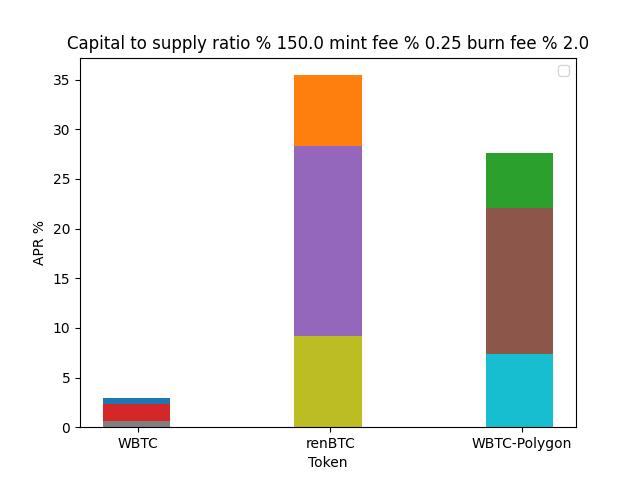 Capital to supply ratio % 150.0 mint fee % 0.25 burn fee % 2.0
35
30
25
20
15
10
5
0
APR %
WBTC renBTC WBTC-Polygon
Token